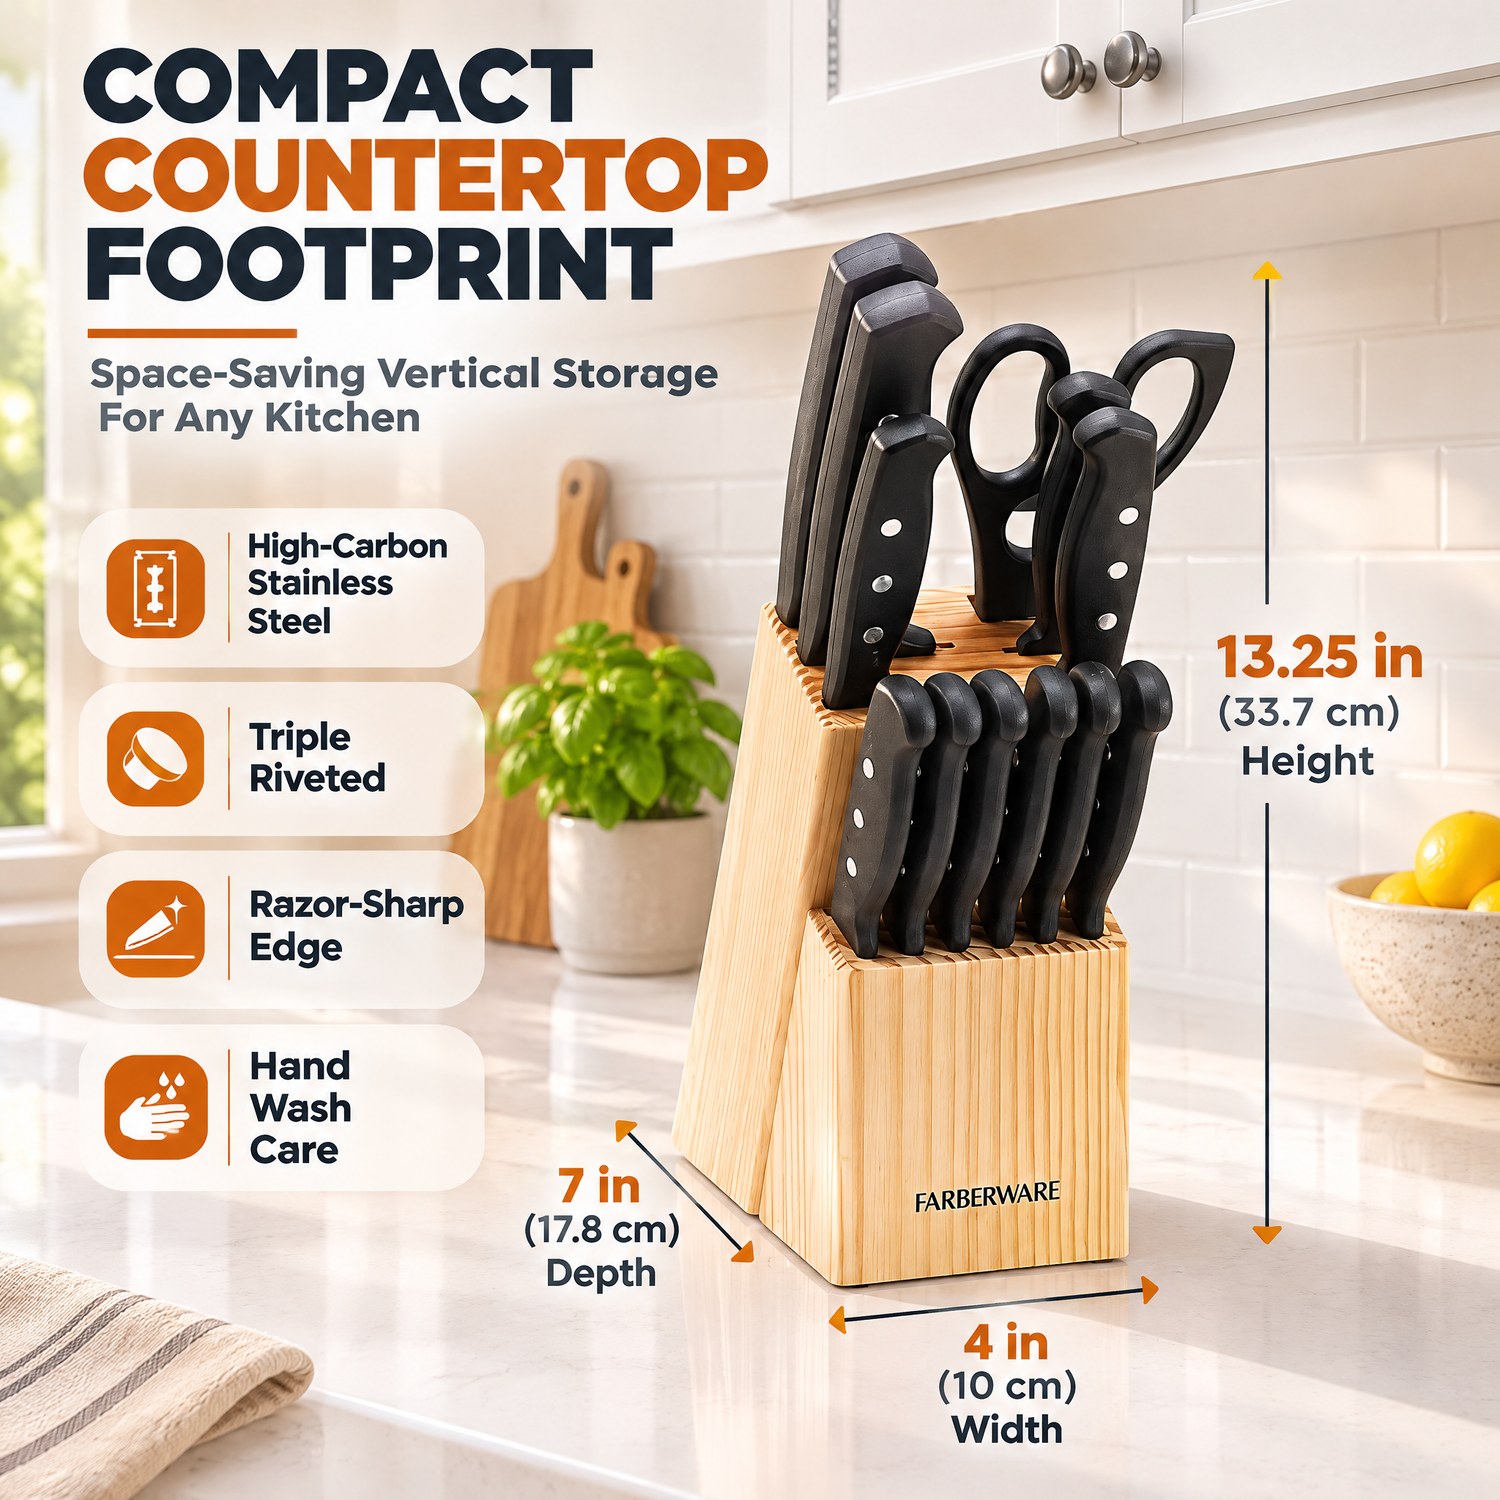 COMPACT
COUNTERTOP
FOOTPRINT
Space-Saving Vertical Storage
For Any Kitchen
High-Carbon
Stainless
Steel
Triple
Riveted
Razor-Sharp
Edge
Hand
Wash
Care
13.25 in
(33.7 cm)
Height
7 in
(17.8 cm)
Depth
FARBERWARE
4 in
(10 cm)
Width